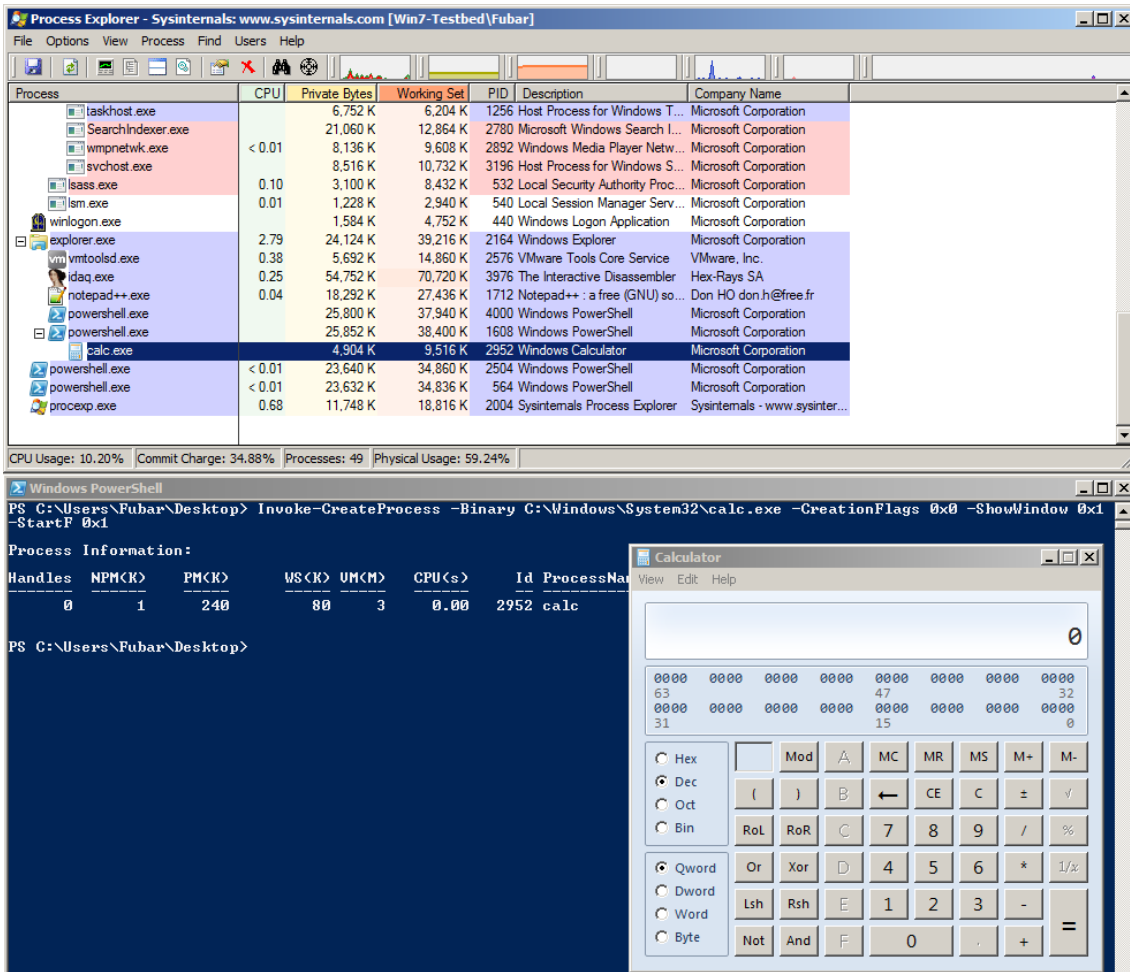 Process Explorer - Sysinternals: www.sysinternals.com [Win7-Testbed\Fubar]
File Options View Process Find Users Help
Process CPU Private Bytes Working Set PID Description Company Name
taskhost.exe 6,752 K 6,204 K 1256 Host Process for Windows T... Microsoft Corporation
SearchIndexer.exe 21,060 K 12,864 K 2780 Microsoft Windows Search I... Microsoft Corporation
wmpnetwk.exe < 0.01 8,136 K 9,608 K 2892 Windows Media Player Netw... Microsoft Corporation
svchost.exe 8,516 K 10,732 K 3196 Host Process for Windows S... Microsoft Corporation
lsass.exe 0.10 3,100 K 8,432 K 532 Local Security Authority Proc... Microsoft Corporation
lsm.exe 0.01 1,228 K 2,940 K 540 Local Session Manager Serv... Microsoft Corporation
winlogon.exe 1,584 K 4,752 K 440 Windows Logon Application Microsoft Corporation
explorer.exe 2.79 24,124 K 39,216 K 2164 Windows Explorer Microsoft Corporation
vm vmtoolsd.exe 0.38 5,692 K 14,860 K 2576 VMware Tools Core Service VMware, Inc.
idaq.exe 0.25 54,752 K 70,720 K 3976 The Interactive Disassembler Hex-Rays SA
notepad++.exe 0.04 18,292 K 27,436 K 1712 Notepad++ : a free (GNU) so... Don HO don.h@free.fr
powershell.exe 25,800 K 37,940 K 4000 Windows PowerShell Microsoft Corporation
powershell.exe 25,852 K 38,400 K 1608 Windows PowerShell Microsoft Corporation
calc.exe 4,904 K 9,516 K 2952 Windows Calculator Microsoft Corporation
powershell.exe < 0.01 23,640 K 34,860 K 2504 Windows PowerShell Microsoft Corporation
powershell.exe < 0.01 23,632 K 34,836 K 564 Windows PowerShell Microsoft Corporation
procexp.exe 0.68 11,748 K 18,816 K 2004 Sysinternals Process Explorer Sysinternals - www.sysinter...
CPU Usage: 10.20% Commit Charge: 34.88% Processes: 49 Physical Usage: 59.24%
Windows PowerShell
PS C:\Users\Fubar\Desktop> Invoke-CreateProcess -Binary C:\Windows\System32\calc.exe -CreationFlags 0x0 -ShowWindow 0x1
-StartF 0x1
Process Information:
Handles NPM(K) PM(K) WS(K) VM(M) CPU(s) Id ProcessNa
------- ------ ----- ----- ----- ------ -- ---------
0 1 240 80 3 0.00 2952 calc
PS C:\Users\Fubar\Desktop>
Calculator
View Edit Help
0
0000 0000 0000 0000 0000 0000 0000 0000
63 47 32
0000 0000 0000 0000 0000 0000 0000 0000
31 15 0
Hex Mod A MC MR MS M+ M-
Dec ( ) B ← CE C ± √
Oct
Bin RoL RoR C 7 8 9 / %
Qword Or Xor D 4 5 6 * 1/x
Dword Lsh Rsh E 1 2 3 - =
Word
Byte Not And F 0 , +